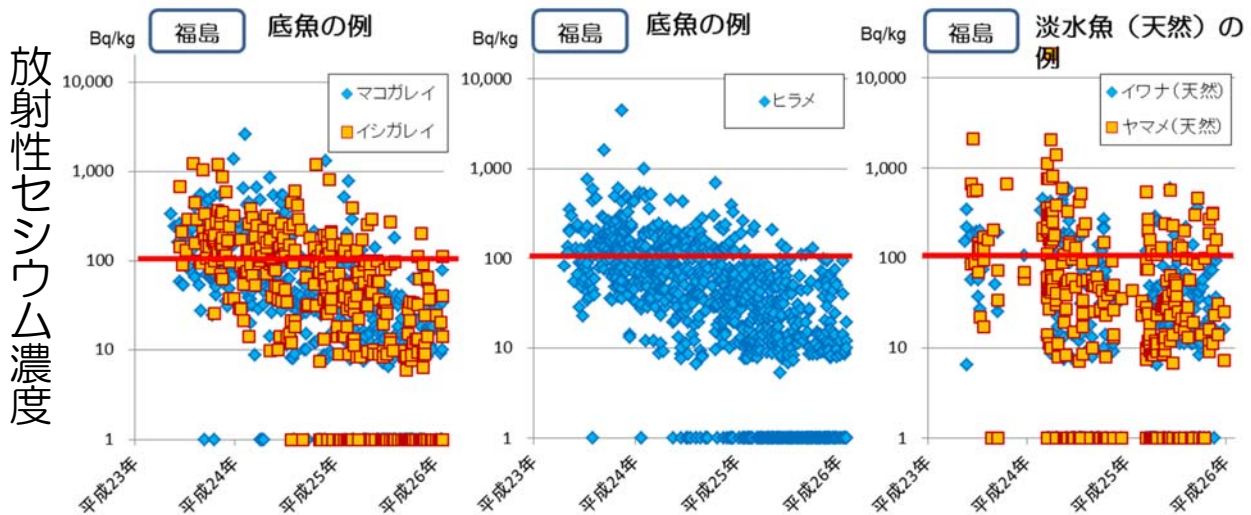 放射性セシウム濃度
Bq/kg
福島
底魚の例
10,000
1,000
100
10
1
マコガレイ
イシガレイ
平成23年
平成24年
平成25年
平成26年
Bq/kg
福島
底魚の例
10,000
1,000
100
10
1
ヒラメ
平成23年
平成24年
平成25年
平成26年
Bq/kg
福島
淡水魚（天然）の
例
10,000
1,000
100
10
1
イワナ(天然)
ヤマメ(天然)
平成23年
平成24年
平成25年
平成26年